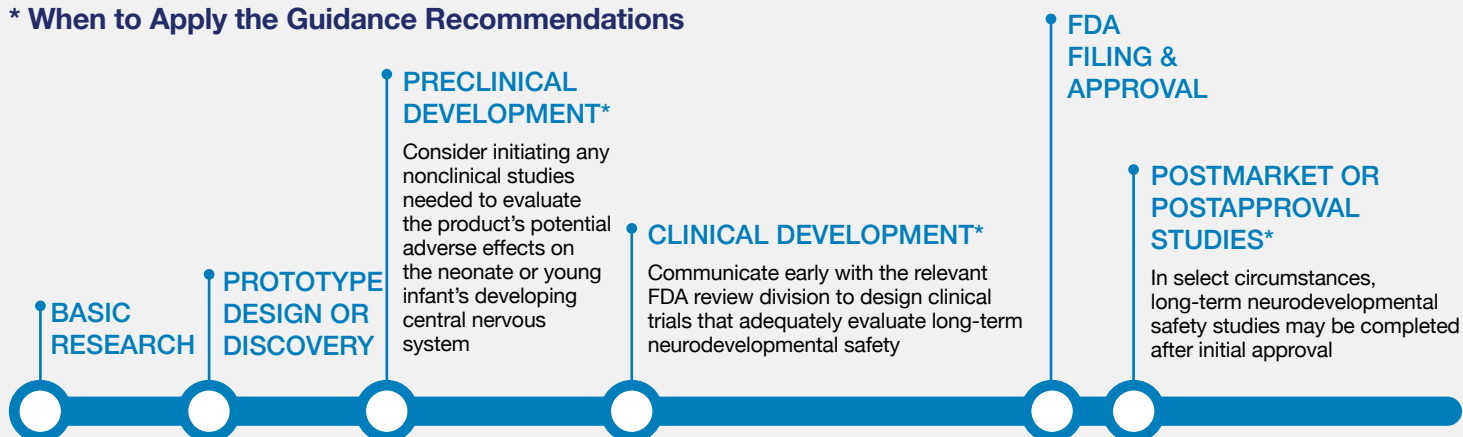 * When to Apply the Guidance Recommendations
BASIC
RESEARCH
PROTOTYPE
DESIGN OR
DISCOVERY
PRECLINICAL
DEVELOPMENT*
Consider initiating any
nonclinical studies
needed to evaluate
the product’s potential
adverse effects on
the neonate or young
infant’s developing
central nervous
system
CLINICAL DEVELOPMENT*
Communicate early with the relevant
FDA review division to design clinical
trials that adequately evaluate long-term
neurodevelopmental safety
FDA
FILING &
APPROVAL
POSTMARKET OR
POSTAPPROVAL
STUDIES*
In select circumstances,
long-term neurodevelopmental
safety studies may be completed
after initial approval